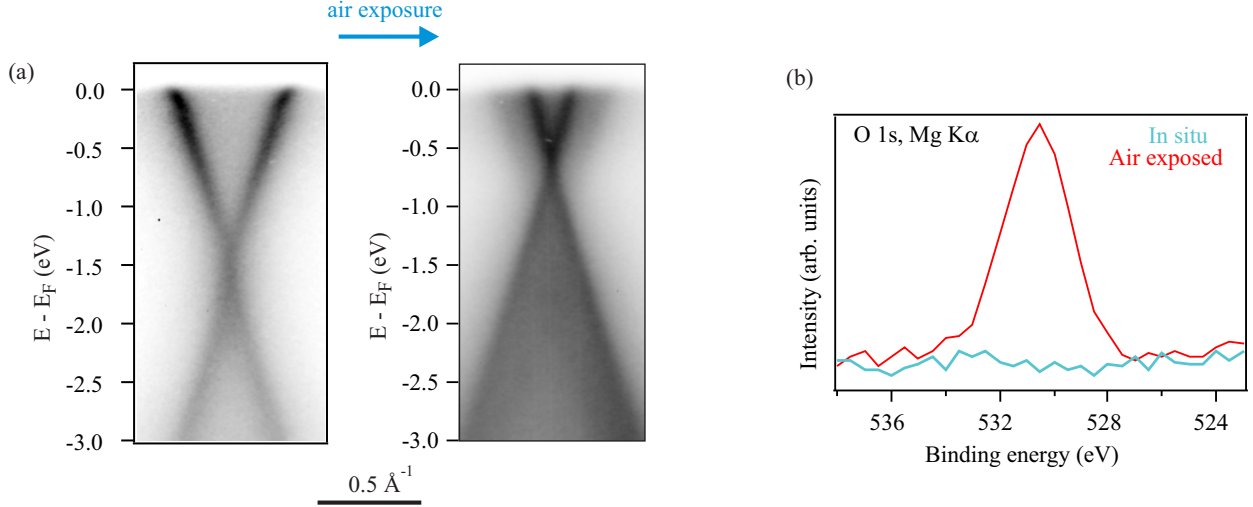 air exposure
(a)
0.0
-0.5
-1.0
-1.5
-2.0
-2.5
-3.0
E - E_F (eV)
0.0
-0.5
-1.0
-1.5
-2.0
-2.5
-3.0
E - E_F (eV)
0.5 Å⁻¹
(b)
O 1s, Mg Kα
In situ
Air exposed
Intensity (arb. units)
536 532 528 524
Binding energy (eV)